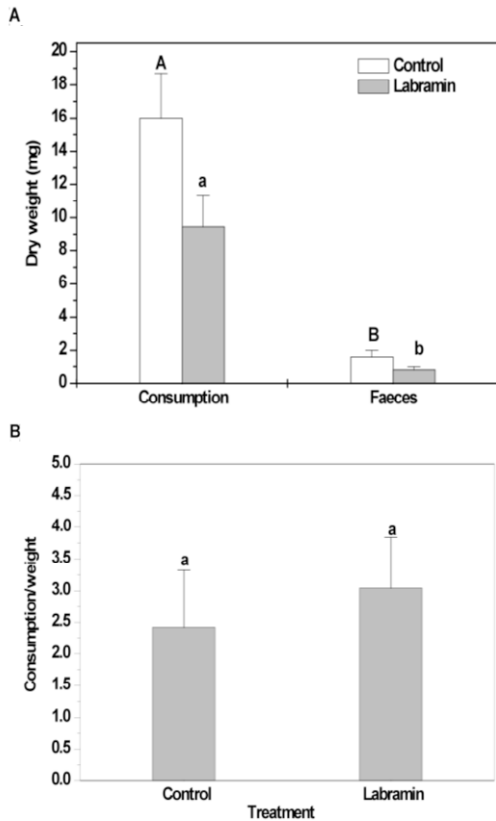 A
20
18
16
14
12
10
8
6
4
2
0
Dry weight (mg)
A
a
B
b
Control
Labramin
Consumption
Faeces
B
5.0
4.5
4.0
3.5
3.0
2.5
2.0
1.5
1.0
0.5
0.0
Consumption/weight
a
a
Control
Labramin
Treatment